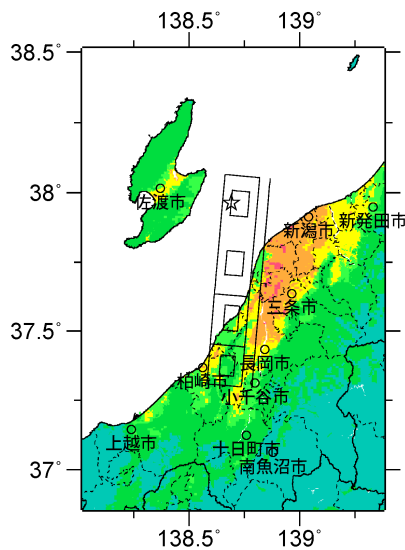 138.5° 139°
38.5°
38°
佐渡市
新発田市
新潟市
三条市
37.5°
長岡市
柏崎市
小千谷市
上越市
十日町市
南魚沼市
37°
138.5° 139°